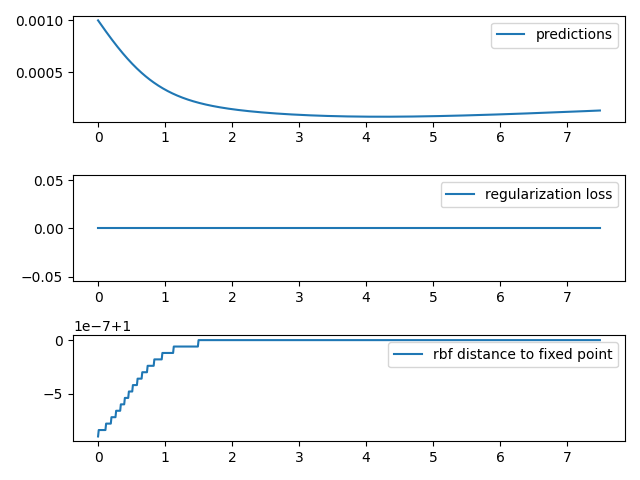 0.0010
0.0005
predictions
0 1 2 3 4 5 6 7
0.05
0.00
−0.05
regularization loss
0 1 2 3 4 5 6 7
1e−7+1
0
−5
rbf distance to fixed point
0 1 2 3 4 5 6 7